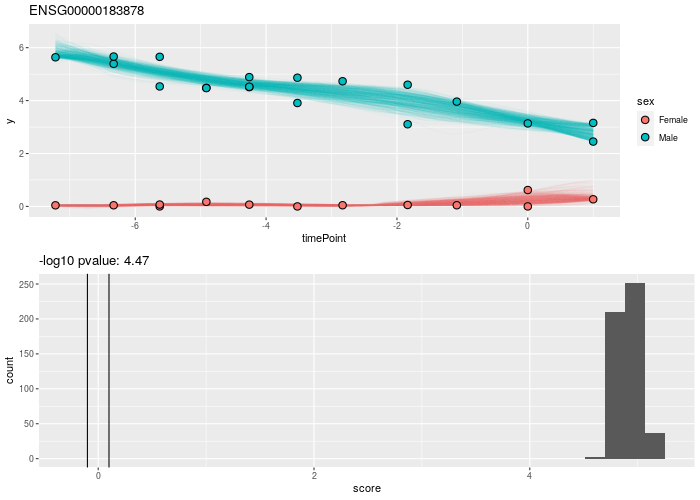 ENSG00000183878
6
4
2
0
y
-6
-4
-2
0
timePoint
sex
Female
Male
-log10 pvalue: 4.47
250
200
150
100
50
0
count
0
2
4
score